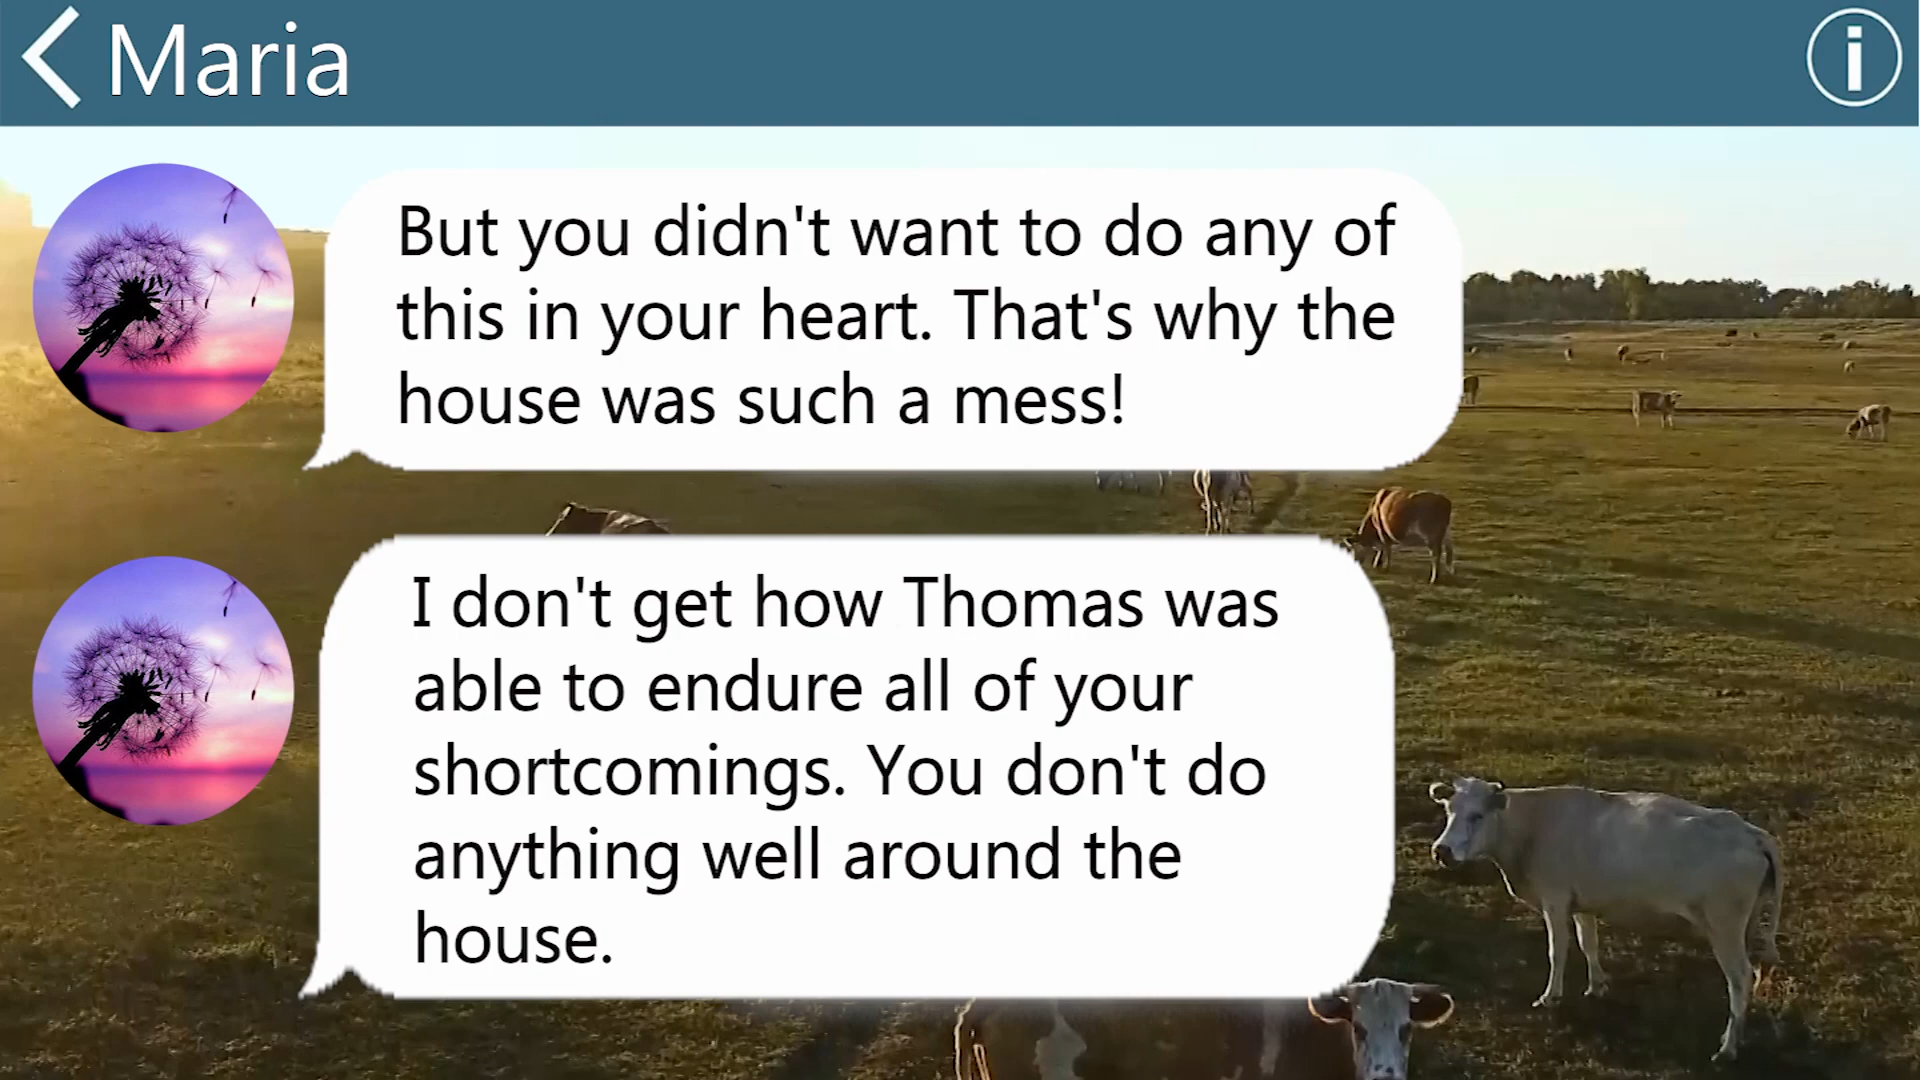 Maria
But you didn't want to do any of
this in your heart. That's why the
house was such a mess!
I don't get how Thomas was
able to endure all of your
shortcomings. You don't do
anything well around the
house.